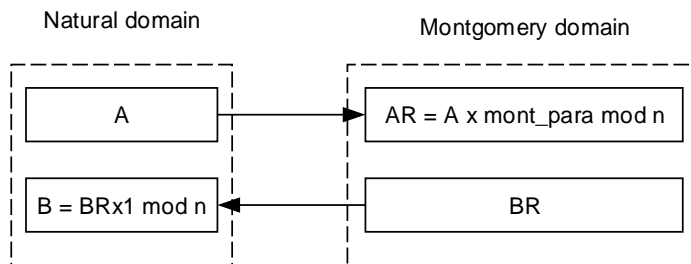 Natural domain
Montgomery domain
A
AR = A x mont_para mod n
B = BRx1 mod n
BR